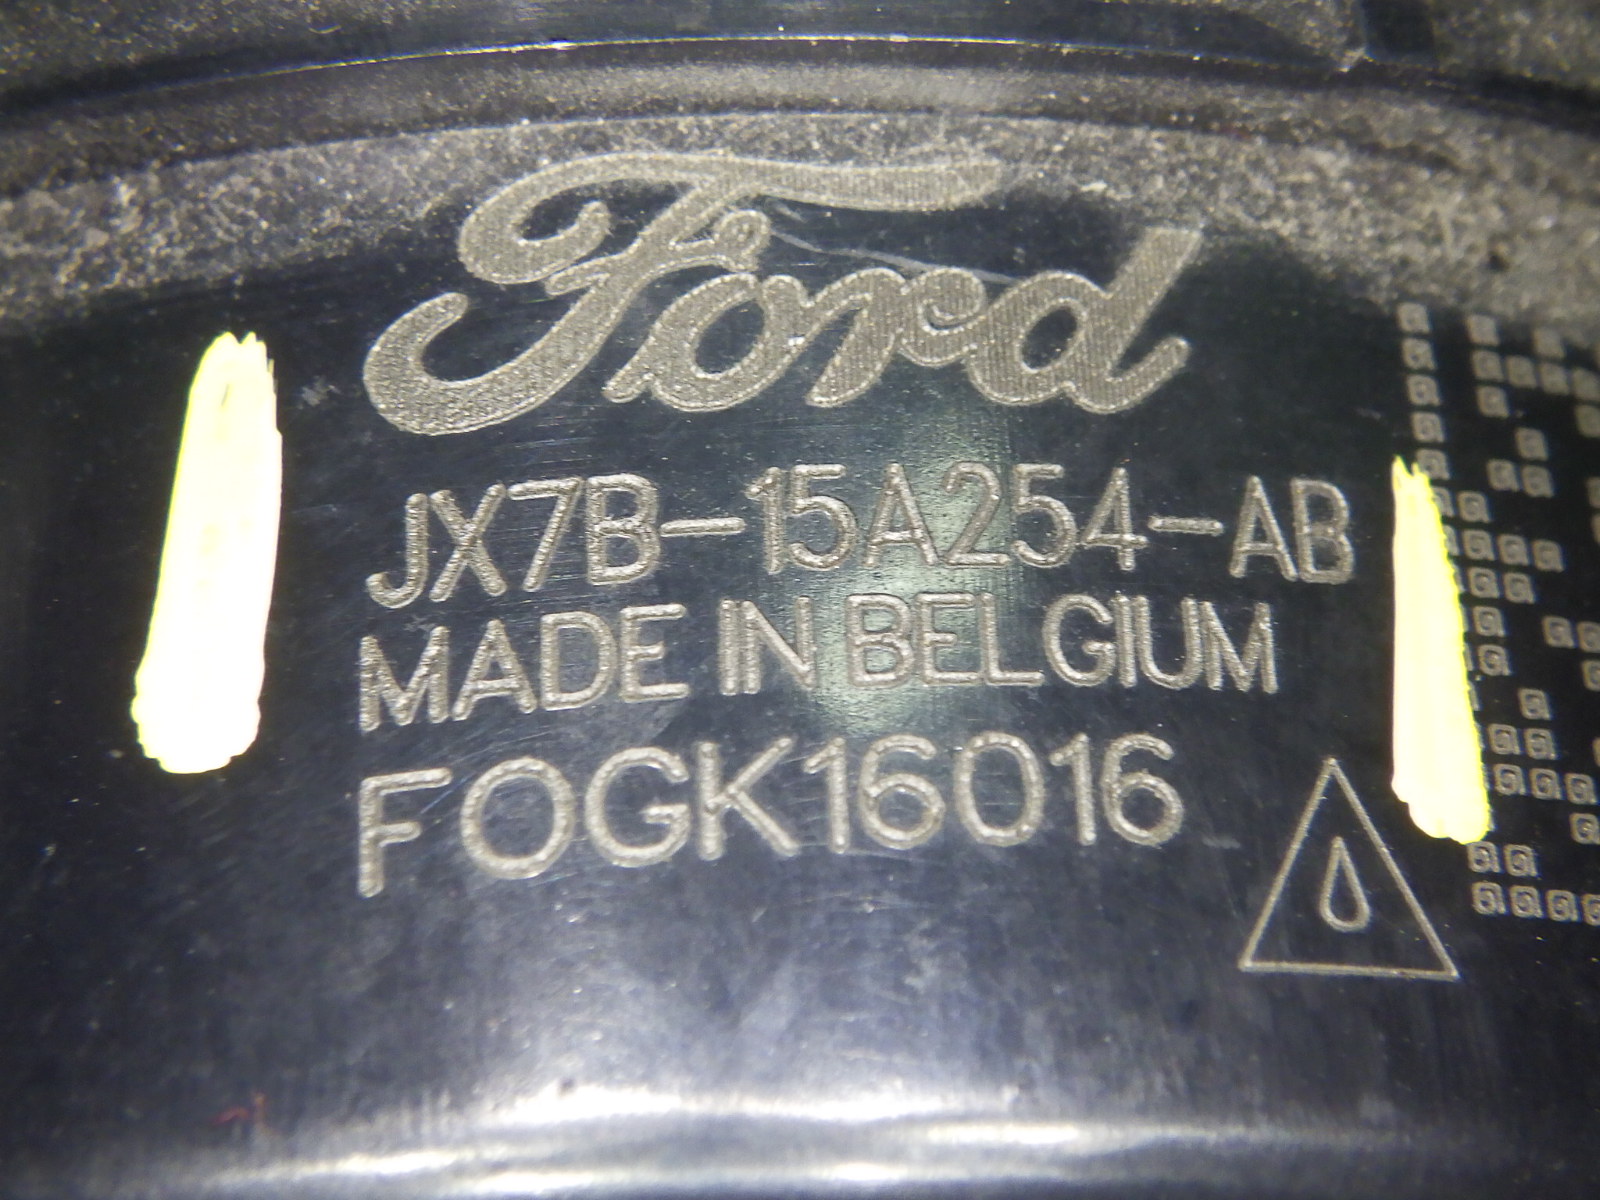 Ford
JX7B-15A254-AB
MADE IN BELGIUM
FOGK16016